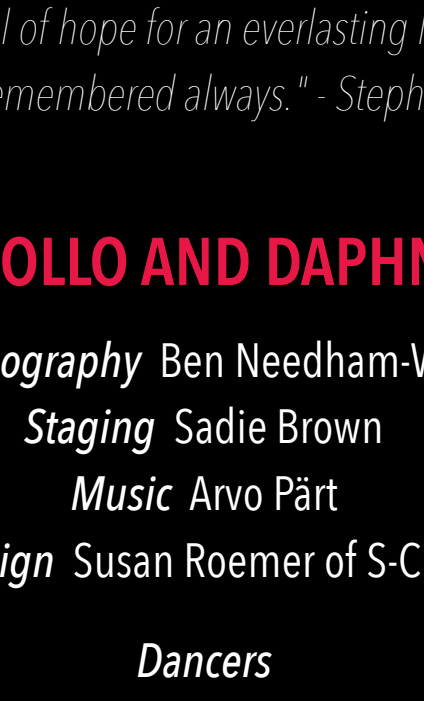 l of hope for an everlasting
emembered always." - Steph
OLLO AND DAPHN
ography Ben Needham-
Staging Sadie Brown
Music Arvo Pärt
ign Susan Roemer of S-C
Dancers